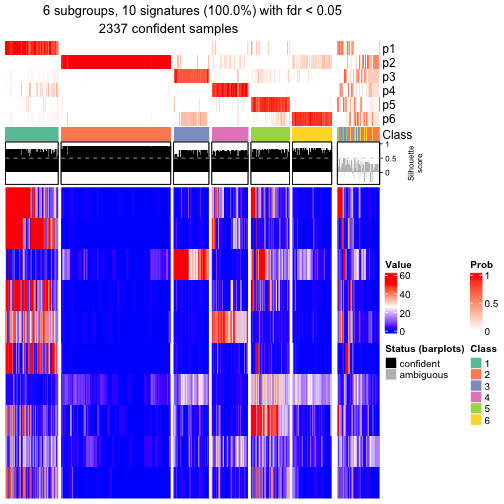 6 subgroups, 10 signatures (100.0%) with fdr < 0.05
2337 confident samples
p1
p2
p3
p4
p5
p6
Class
1
0.5
0
Silhouette
score
Value
60
40
20
0
Prob
1
0.5
0
Status (barplots)
confident
ambiguous
Class
1
2
3
4
5
6